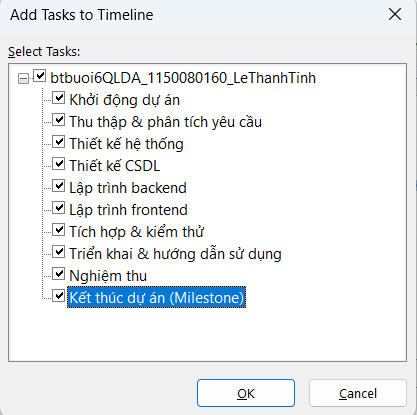 Add Tasks to Timeline
Select Tasks:
btbuoi6QLDA_1150080160_LeThanhTinh
Khởi động dự án
Thu thập & phân tích yêu cầu
Thiết kế hệ thống
Thiết kế CSDL
Lập trình backend
Lập trình frontend
Tích hợp & kiểm thử
Triển khai & hướng dẫn sử dụng
Nghiệm thu
Kết thúc dự án (Milestone)
OK
Cancel